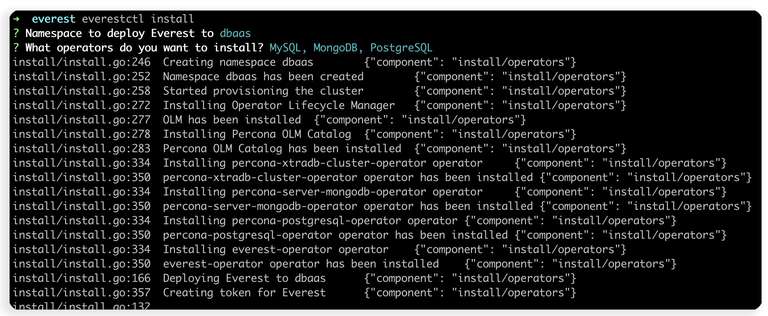 ➜ everest everestctl install
? Namespace to deploy Everest to dbaas
? What operators do you want to install? MySQL, MongoDB, PostgreSQL
install/install.go:246 Creating namespace dbaas {"component": "install/operators"}
install/install.go:252 Namespace dbaas has been created {"component": "install/operators"}
install/install.go:258 Started provisioning the cluster {"component": "install/operators"}
install/install.go:272 Installing Operator Lifecycle Manager {"component": "install/operators"}
install/install.go:277 OLM has been installed {"component": "install/operators"}
install/install.go:278 Installing Percona OLM Catalog {"component": "install/operators"}
install/install.go:283 Percona OLM Catalog has been installed {"component": "install/operators"}
install/install.go:334 Installing percona-xtradb-cluster-operator operator {"component": "install/operators"}
install/install.go:350 percona-xtradb-cluster-operator operator has been installed {"component": "install/operators"}
install/install.go:334 Installing percona-server-mongodb-operator operator {"component": "install/operators"}
install/install.go:350 percona-server-mongodb-operator operator has been installed {"component": "install/operators"}
install/install.go:334 Installing percona-postgresql-operator operator {"component": "install/operators"}
install/install.go:350 percona-postgresql-operator operator has been installed {"component": "install/operators"}
install/install.go:334 Installing everest-operator operator {"component": "install/operators"}
install/install.go:350 everest-operator operator has been installed {"component": "install/operators"}
install/install.go:166 Deploying Everest to dbaas {"component": "install/operators"}
install/install.go:357 Creating token for Everest {"component": "install/operators"}
install/install.go:132